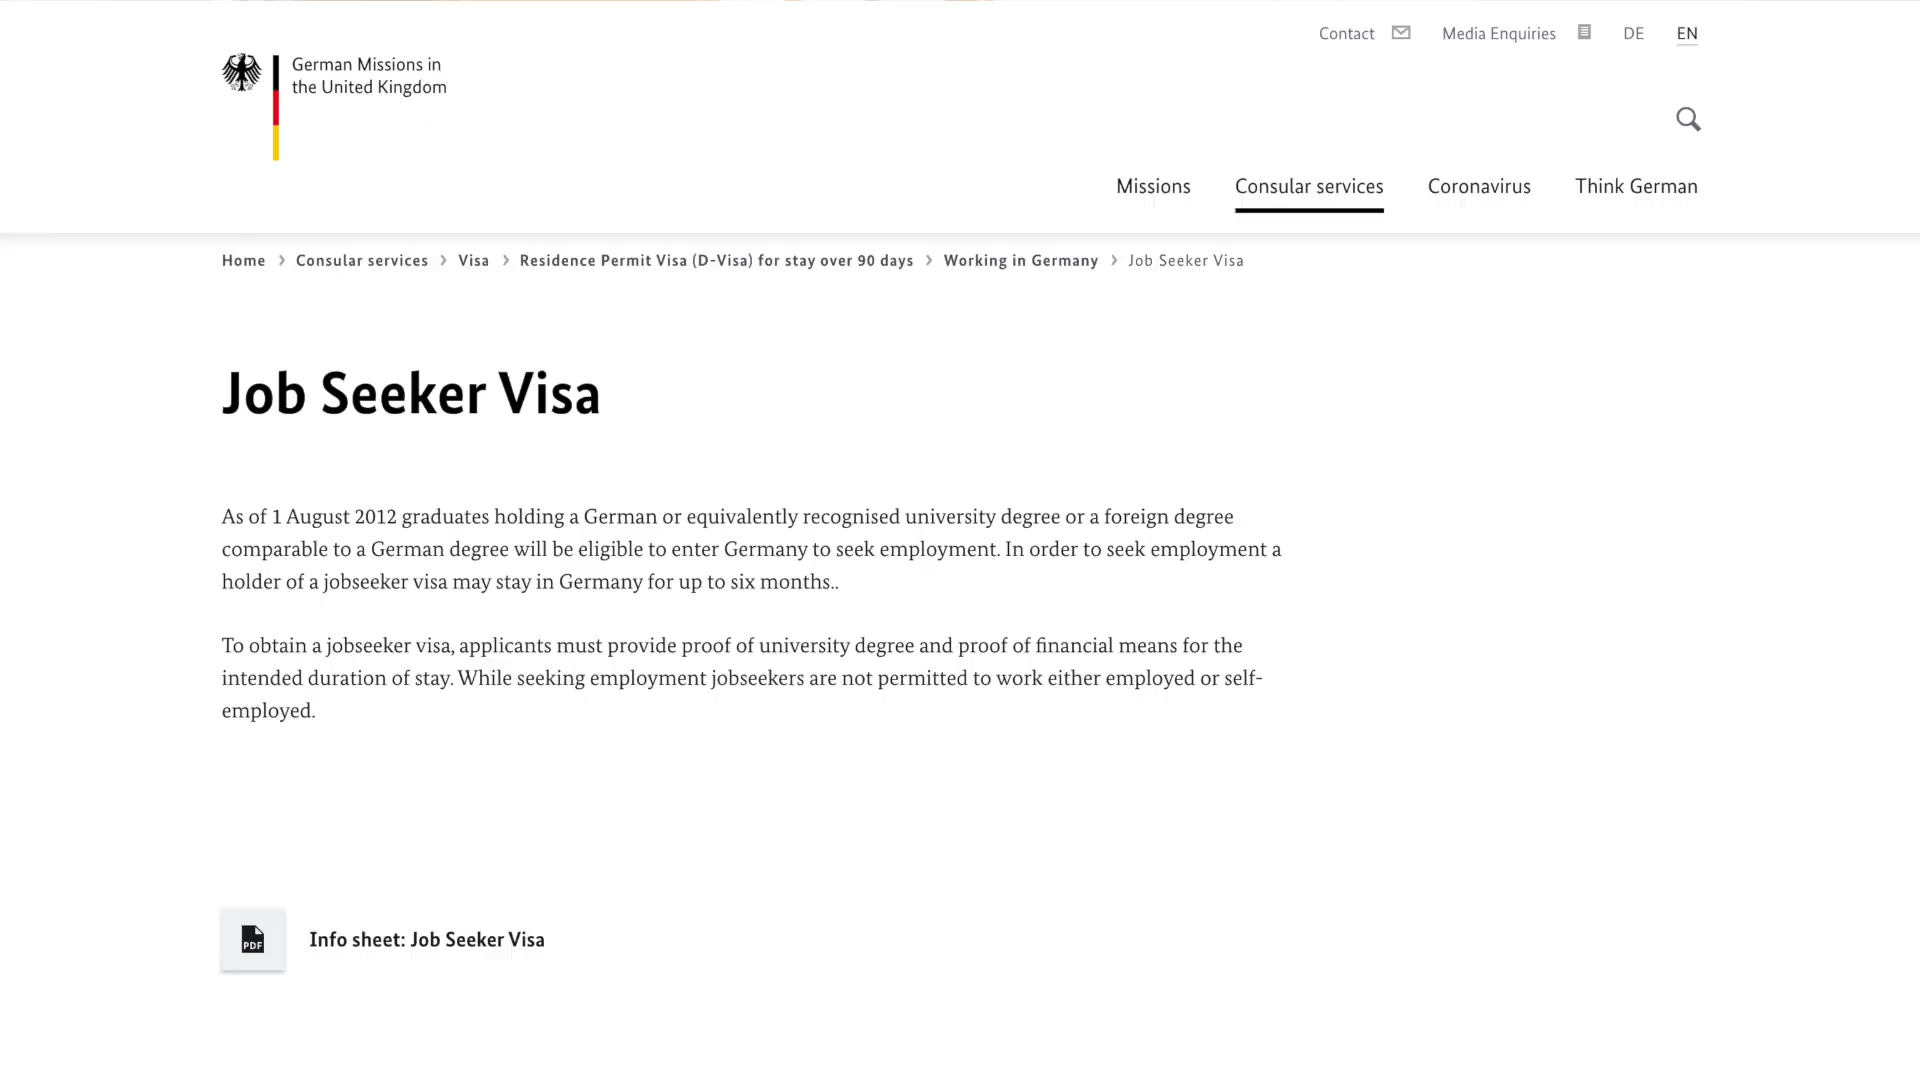 Contact Media Enquiries DE EN
German Missions in
the United Kingdom
Missions Consular services Coronavirus Think German
Home > Consular services > Visa > Residence Permit Visa (D-Visa) for stay over 90 days > Working in Germany > Job Seeker Visa
Job Seeker Visa
As of 1 August 2012 graduates holding a German or equivalently recognised university degree or a foreign degree
comparable to a German degree will be eligible to enter Germany to seek employment. In order to seek employment a
holder of a jobseeker visa may stay in Germany for up to six months..
To obtain a jobseeker visa, applicants must provide proof of university degree and proof of financial means for the
intended duration of stay. While seeking employment jobseekers are not permitted to work either employed or self-
employed.
PDF
Info sheet: Job Seeker Visa